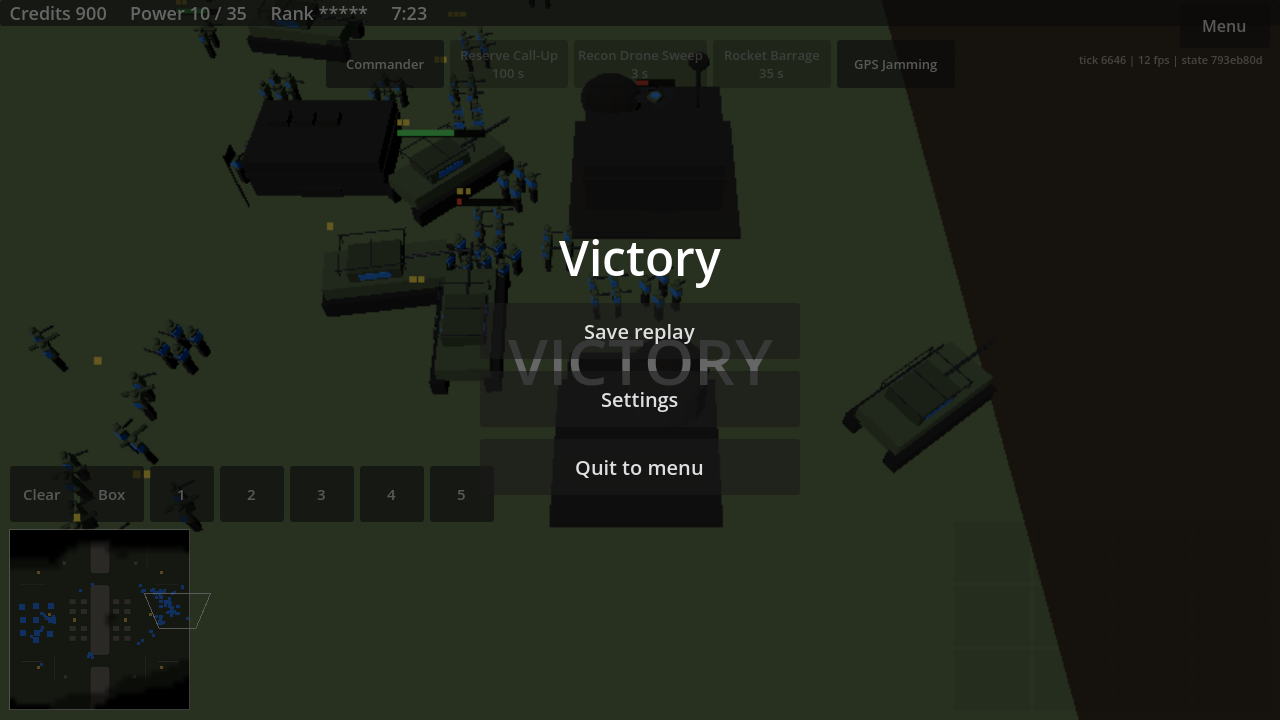 Credits 900 Power 10 / 35 Rank ***** 7:23
Menu
Commander
Reserve Call-Up
100 s
Recon Drone Sweep
3 s
Rocket Barrage
35 s
GPS Jamming
tick 6646 | 12 fps | state 793eb80d
Victory
Save replay
VICTORY
Settings
Quit to menu
Clear
Box
1
2
3
4
5